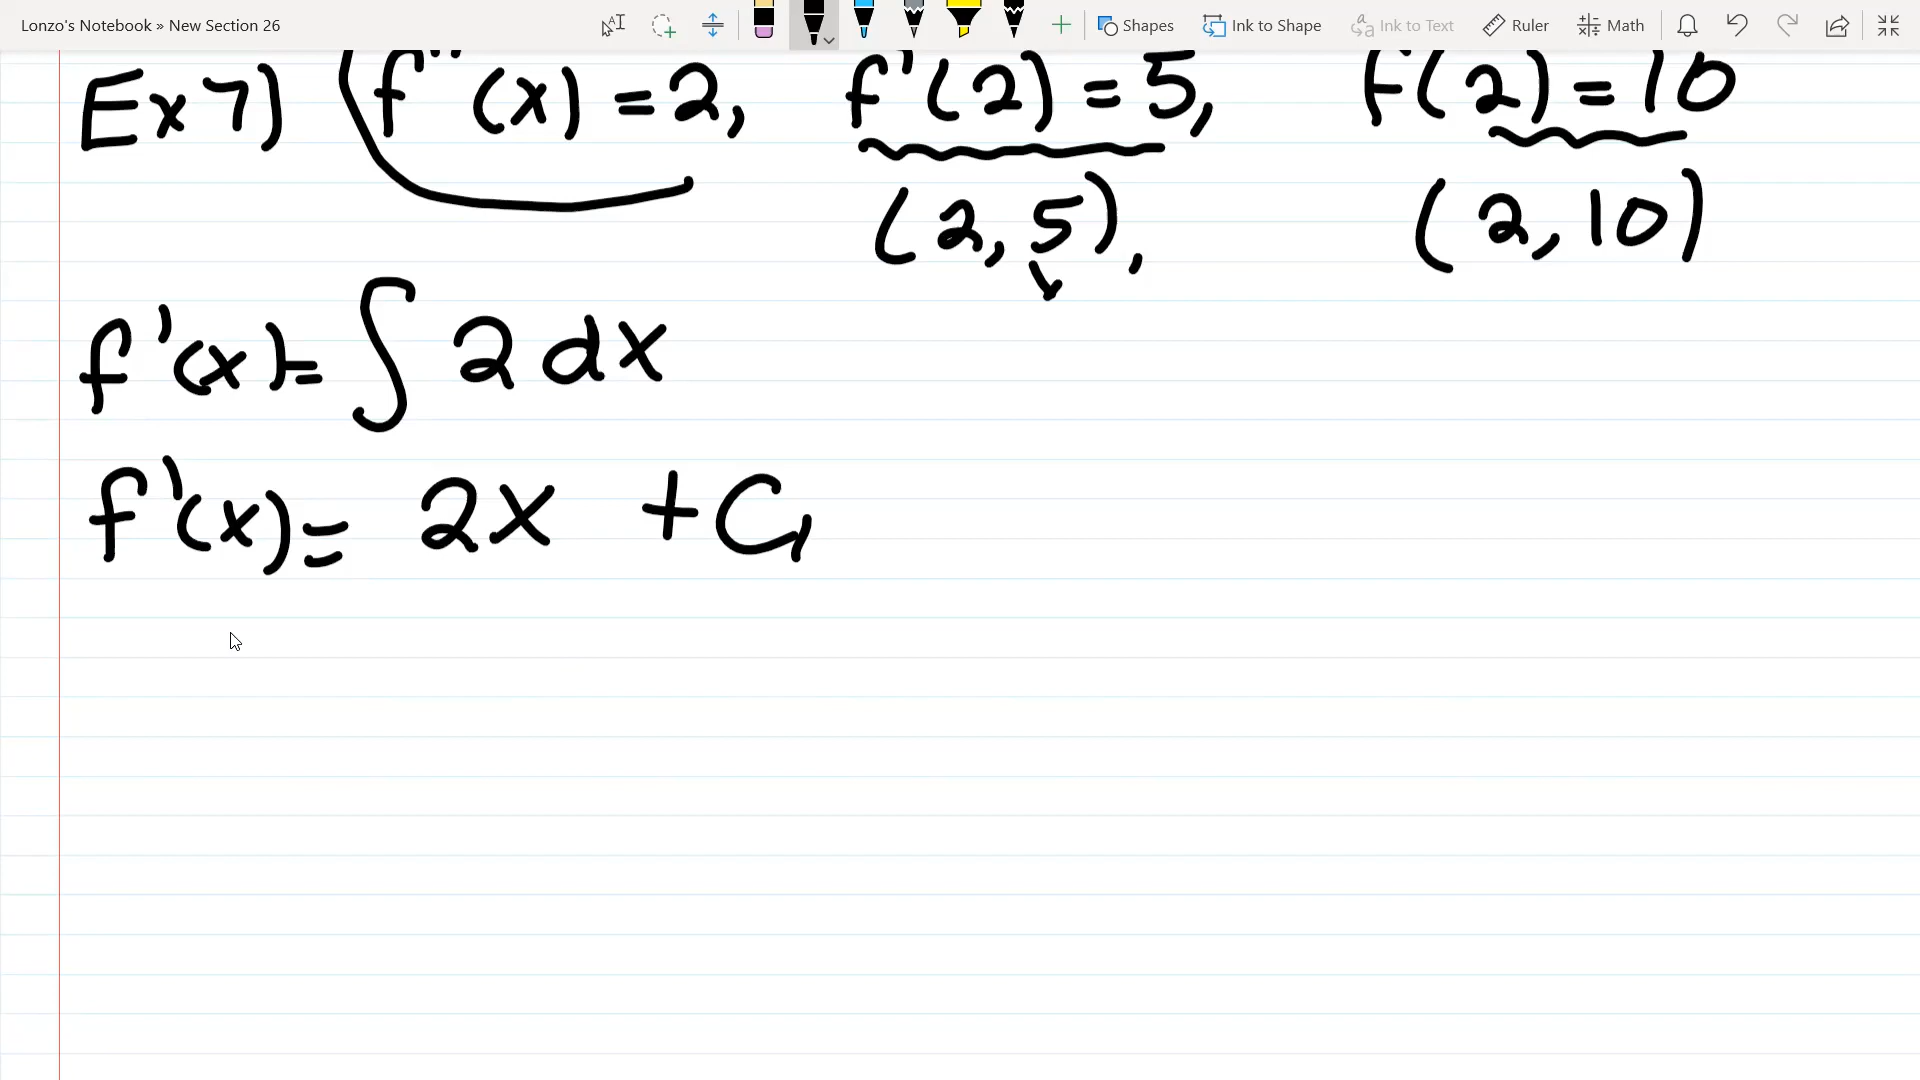 Lonzo's Notebook » New Section 26 Shapes Ink to Shape Ink to Text Ruler Math
Ex 7) f''(x) = 2, f'(2) = 5, f(2) = 10
(2, 5), (2, 10)
f'(x) = ∫ 2 dx
f'(x) = 2x + C₁